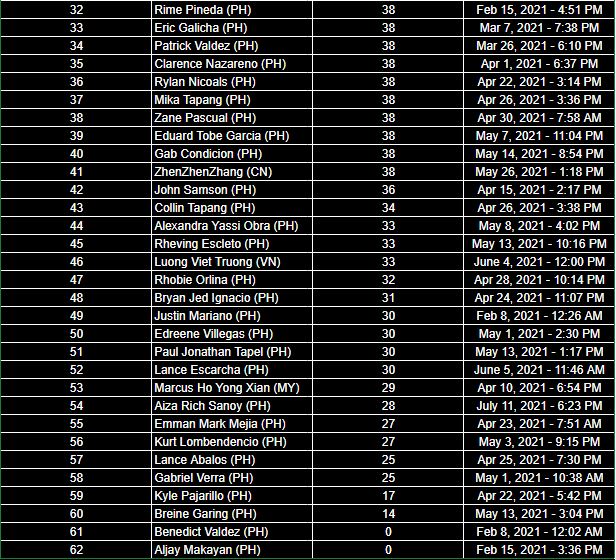 32 Rime Pineda (PH) 38 Feb 15, 2021 - 4:51 PM
33 Eric Galicha (PH) 38 Mar 7, 2021 - 7:38 PM
34 Patrick Valdez (PH) 38 Mar 26, 2021 - 6:10 PM
35 Clarence Nazareno (PH) 38 Apr 1, 2021 - 6:37 PM
36 Rylan Nicoals (PH) 38 Apr 22, 2021 - 3:14 PM
37 Mika Tapang (PH) 38 Apr 26, 2021 - 3:36 PM
38 Zane Pascual (PH) 38 Apr 30, 2021 - 7:58 AM
39 Eduard Tobe Garcia (PH) 38 May 7, 2021 - 11:04 PM
40 Gab Condicion (PH) 38 May 14, 2021 - 8:54 PM
41 ZhenZhenZhang (CN) 38 May 26, 2021 - 1:18 PM
42 John Samson (PH) 36 Apr 15, 2021 - 2:17 PM
43 Collin Tapang (PH) 34 Apr 26, 2021 - 3:38 PM
44 Alexandra Yassi Obra (PH) 33 May 8, 2021 - 4:02 PM
45 Rheving Escleto (PH) 33 May 13, 2021 - 10:16 PM
46 Luong Viet Truong (VN) 33 June 4, 2021 - 12:00 PM
47 Rhobie Orlina (PH) 32 Apr 28, 2021 - 10:14 PM
48 Bryan Jed Ignacio (PH) 31 Apr 24, 2021 - 11:07 PM
49 Justin Mariano (PH) 30 Feb 8, 2021 - 12:26 AM
50 Edreene Villegas (PH) 30 May 1, 2021 - 2:30 PM
51 Paul Jonathan Tapel (PH) 30 May 13, 2021 - 1:17 PM
52 Lance Escarcha (PH) 30 June 5, 2021 - 11:46 AM
53 Marcus Ho Yong Xian (MY) 29 Apr 10, 2021 - 6:54 PM
54 Aiza Rich Sanoy (PH) 28 July 11, 2021 - 6:23 PM
55 Emman Mark Mejia (PH) 27 Apr 23, 2021 - 7:51 AM
56 Kurt Lombendencio (PH) 27 May 3, 2021 - 9:15 PM
57 Lance Abalos (PH) 25 Apr 25, 2021 - 7:30 PM
58 Gabriel Verra (PH) 25 May 1, 2021 - 10:38 AM
59 Kyle Pajarillo (PH) 17 Apr 22, 2021 - 5:42 PM
60 Breine Garing (PH) 14 May 13, 2021 - 3:04 PM
61 Benedict Valdez (PH) 0 Feb 8, 2021 - 12:02 AM
62 Aljay Makayan (PH) 0 Feb 15, 2021 - 3:36 PM